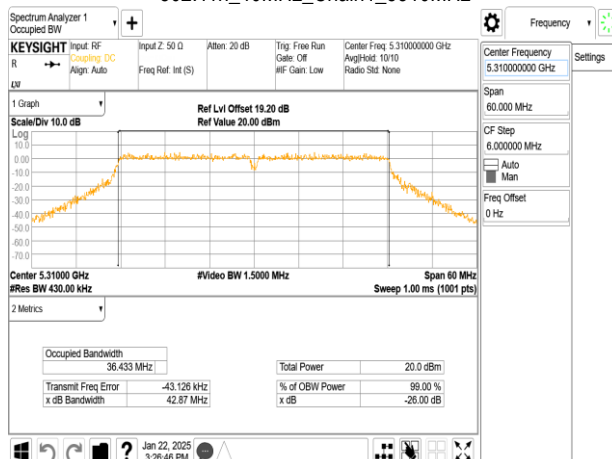 Spectrum Analyzer 1
Occupied BW
Frequency
KEYSIGHT
R
LXI
Input: RF
Coupling: DC
Align: Auto
Input Z: 50 Ω
Freq Ref: Int (S)
Atten: 20 dB
Trig: Free Run
Gate: Off
#IF Gain: Low
Center Freq: 5.310000000 GHz
Avg|Hold: 10/10
Radio Std: None
Center Frequency
5.310000000 GHz
Settings
Span
60.000 MHz
CF Step
6.000000 MHz
Auto
Man
Freq Offset
0 Hz
1 Graph
Scale/Div 10.0 dB
Ref Lvl Offset 19.20 dB
Ref Value 20.00 dBm
Log
10.0
0.00
-10.0
-20.0
-30.0
-40.0
-50.0
-60.0
-70.0
Center 5.31000 GHz
#Res BW 430.00 kHz
#Video BW 1.5000 MHz
Span 60 MHz
Sweep 1.00 ms (1001 pts)
2 Metrics
Occupied Bandwidth
36.433 MHz
Transmit Freq Error -43.126 kHz
x dB Bandwidth 42.87 MHz
Total Power 20.0 dBm
% of OBW Power 99.00 %
x dB -26.00 dB
?
Jan 22, 2025
3:26:46 PM